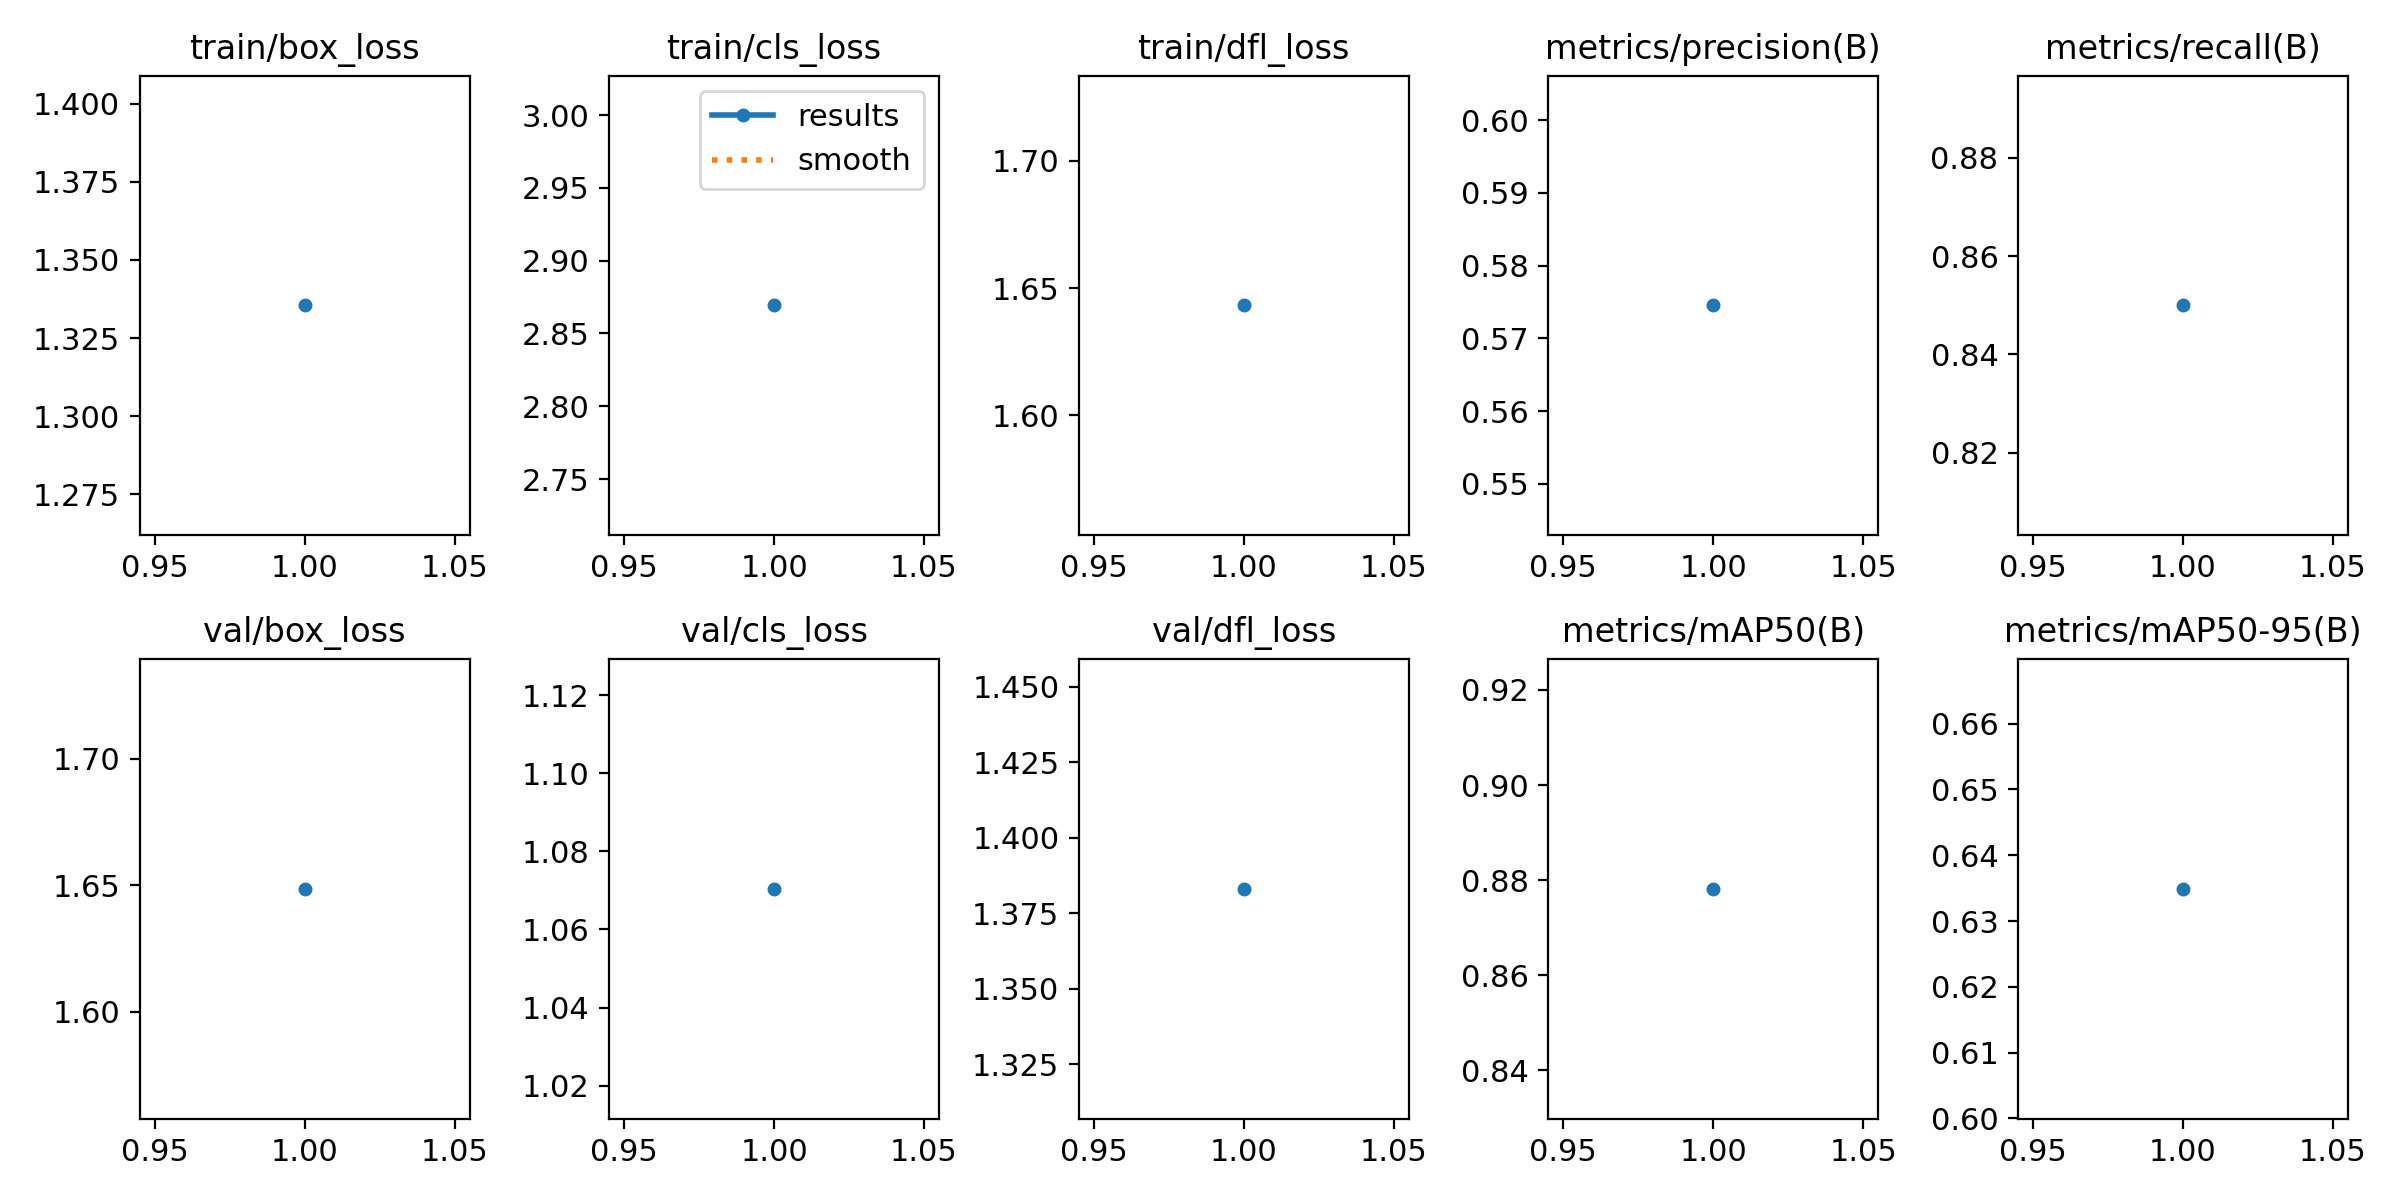 train/box_loss
1.400
1.375
1.350
1.325
1.300
1.275
0.95 1.00 1.05
train/cls_loss
results
smooth
3.00
2.95
2.90
2.85
2.80
2.75
0.95 1.00 1.05
train/dfl_loss
1.70
1.65
1.60
0.95 1.00 1.05
metrics/precision(B)
0.60
0.59
0.58
0.57
0.56
0.55
0.95 1.00 1.05
metrics/recall(B)
0.88
0.86
0.84
0.82
0.95 1.00 1.05
val/box_loss
1.70
1.65
1.60
0.95 1.00 1.05
val/cls_loss
1.12
1.10
1.08
1.06
1.04
1.02
0.95 1.00 1.05
val/dfl_loss
1.450
1.425
1.400
1.375
1.350
1.325
0.95 1.00 1.05
metrics/mAP50(B)
0.92
0.90
0.88
0.86
0.84
0.95 1.00 1.05
metrics/mAP50-95(B)
0.66
0.65
0.64
0.63
0.62
0.61
0.60
0.95 1.00 1.05